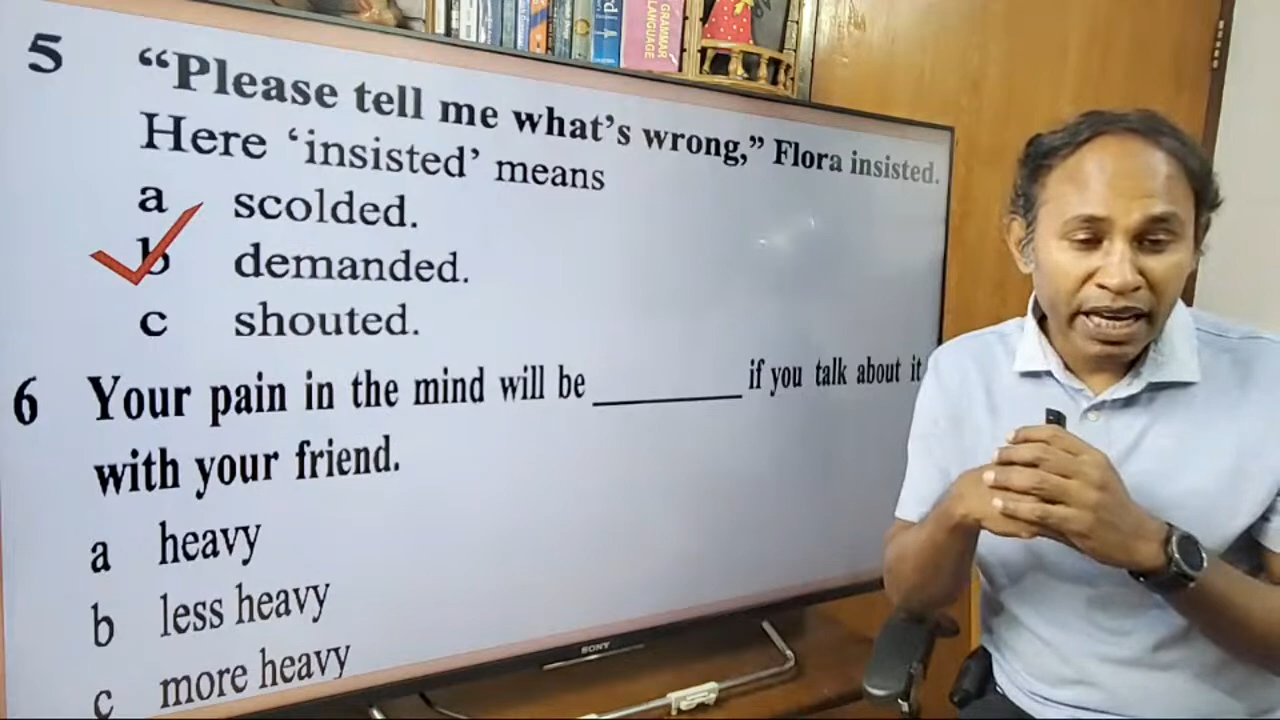 GRAMMAR
LANGUAGE
5 “Please tell me what’s wrong,” Flora insisted.
Here ‘insisted’ means
a scolded.
b demanded.
c shouted.
6 Your pain in the mind will be ________ if you talk about it
with your friend.
a heavy
b less heavy
c more heavy
SONY